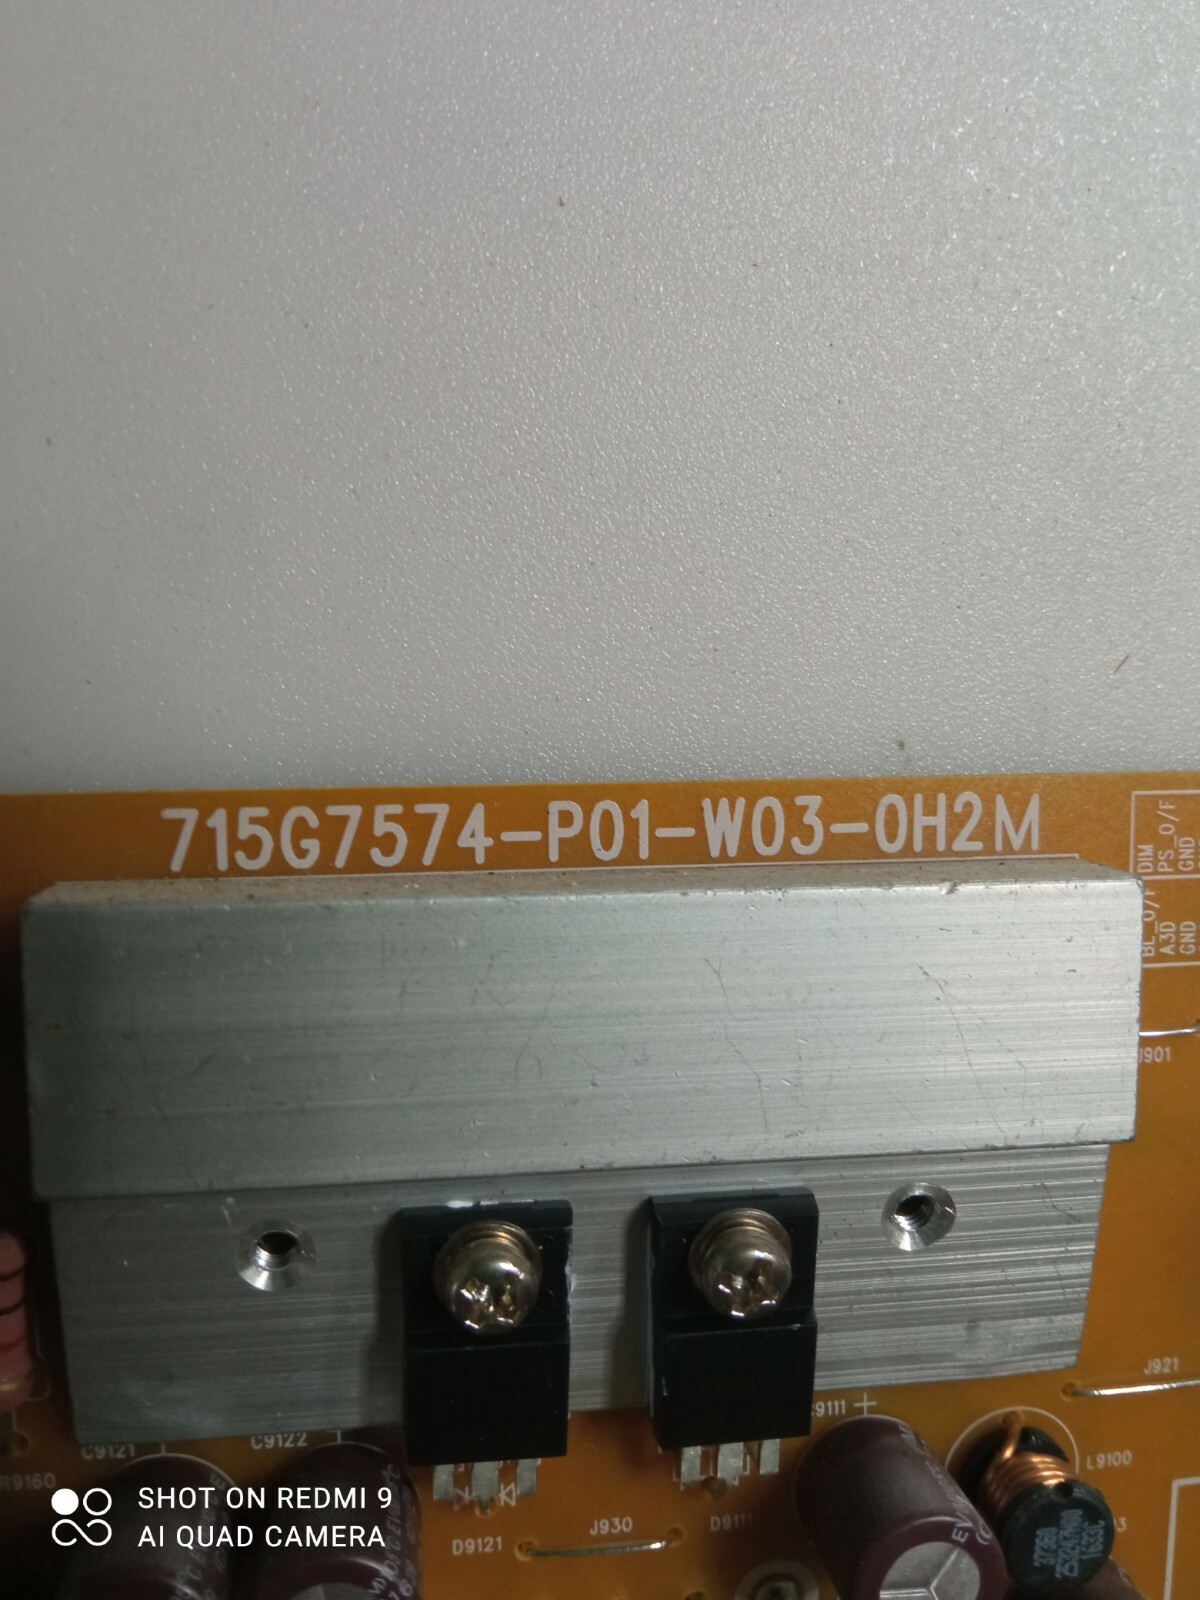 715G7574-P01-W03-0H2M
DIM
PS_O/F
GND
BL_O/F
A3D
GND
J901
J921
C9111 +
C9121
C9122
R9160
L9100
D9121
J930
D9111
SHOT ON REDMI 9
AI QUAD CAMERA